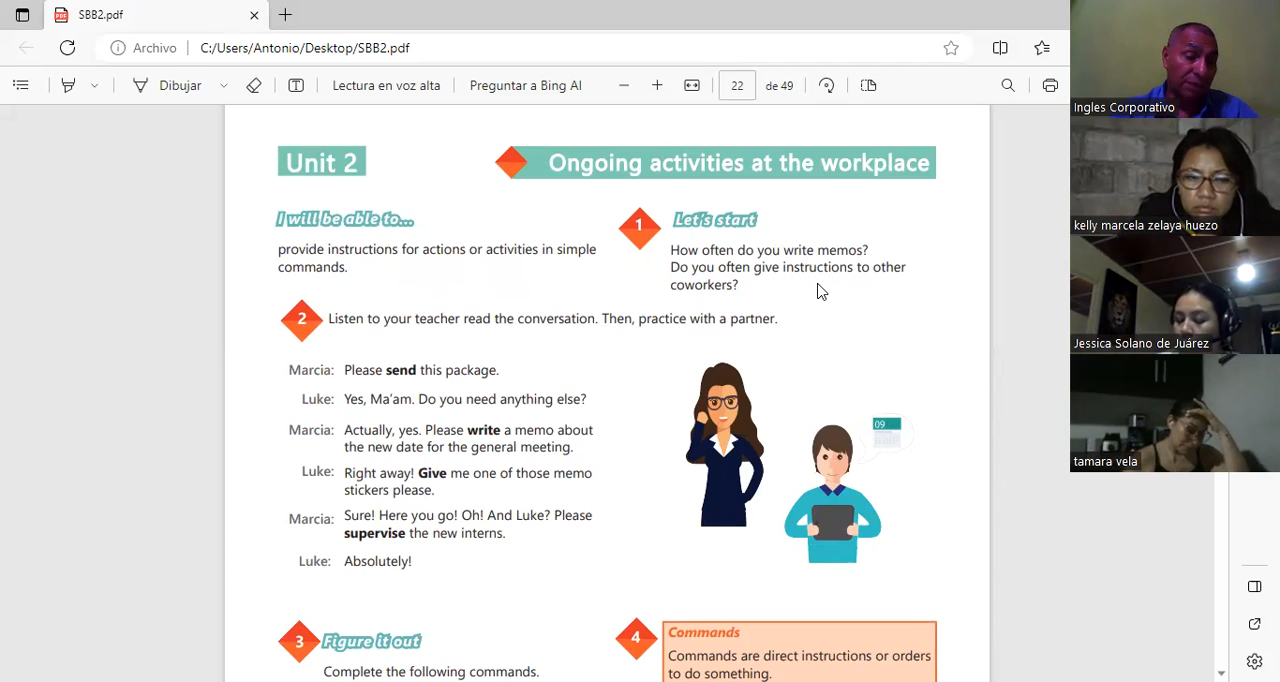 SBB2.pdf
Archivo
C:/Users/Antonio/Desktop/SBB2.pdf
Dibujar
Lectura en voz alta
Preguntar a Bing AI
22
de 49
Unit 2
Ongoing activities at the workplace
I will be able to...
provide instructions for actions or activities in simple
commands.
1
Let's start
How often do you write memos?
Do you often give instructions to other
coworkers?
2
Listen to your teacher read the conversation. Then, practice with a partner.
Marcia: Please send this package.
Luke: Yes, Ma'am. Do you need anything else?
Marcia: Actually, yes. Please write a memo about
the new date for the general meeting.
Luke: Right away! Give me one of those memo
stickers please.
Marcia: Sure! Here you go! Oh! And Luke? Please
supervise the new interns.
Luke: Absolutely!
09
3
Figure it out
Complete the following commands.
4
Commands
Commands are direct instructions or orders
to do something.
Ingles Corporativo
kelly marcela zelaya huezo
Jessica Solano de Juárez
tamara vela